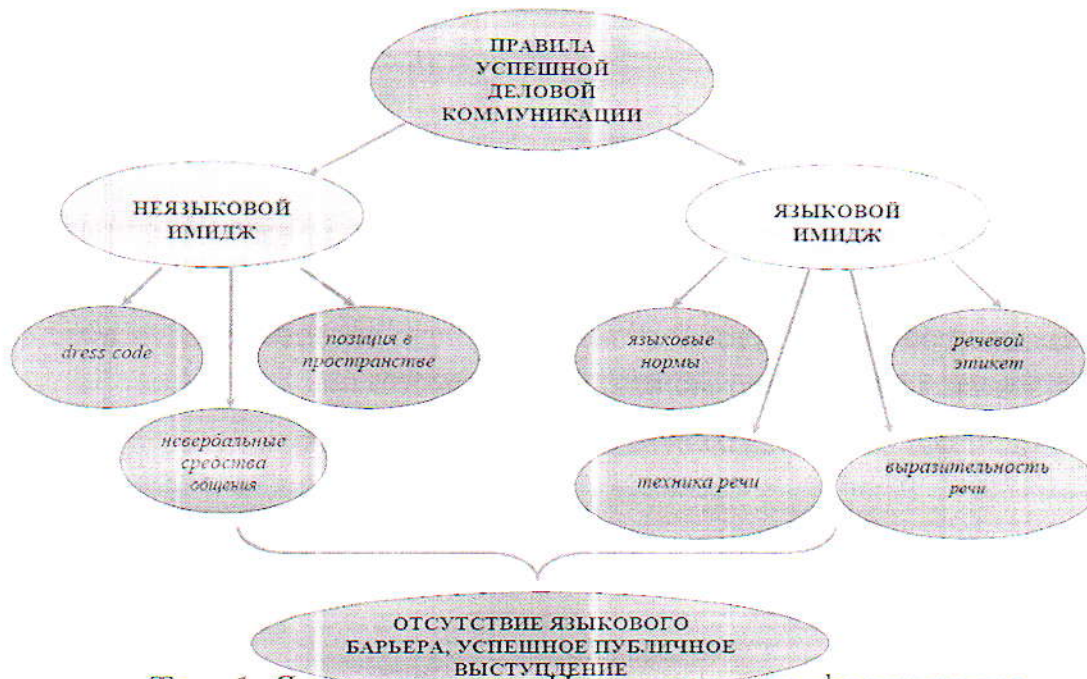 ПРАВИЛА
УСПЕШНОЙ
ДЕЛОВОЙ
КОММУНИКАЦИИ
НЕЯЗЫКОВОЙ
ИМИДЖ
ЯЗЫКОВОЙ
ИМИДЖ
dress code
позиция в
пространстве
языковые
нормы
речевой
этикет
невербальные
средства
общения
техника речи
выразительность
речи
ОТСУТСТВИЕ ЯЗЫКОВОГО
БАРЬЕРА, УСПЕШНОЕ ПУБЛИЧНОЕ
ВЫСТУПЛЕНИЕ